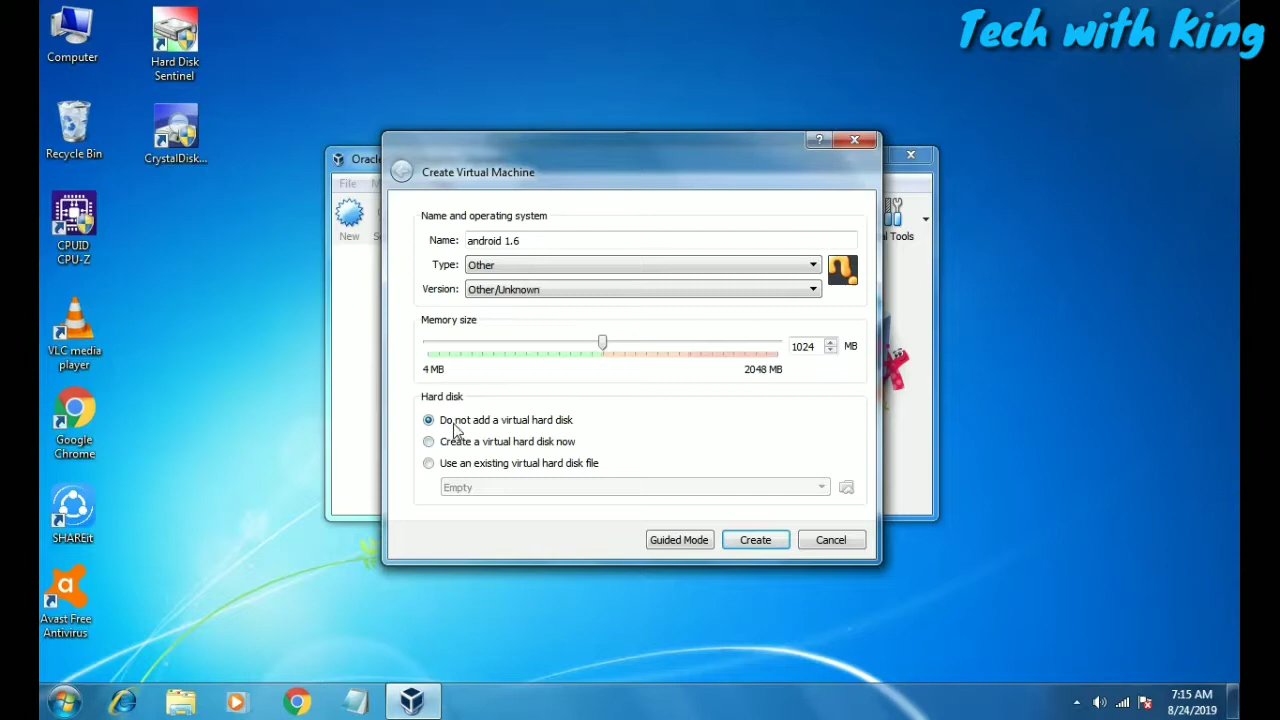 Tech with King
Computer
Hard Disk
Sentinel
Recycle Bin
CrystalDisk...
CPUID
CPU-Z
VLC media
player
Google
Chrome
SHAREit
Avast Free
Antivirus
Oracle
File
New
l Tools
Create Virtual Machine
Name and operating system
Name: android 1.6
Type: Other
Version: Other/Unknown
Memory size
1024 MB
4 MB 2048 MB
Hard disk
Do not add a virtual hard disk
Create a virtual hard disk now
Use an existing virtual hard disk file
Empty
Guided Mode Create Cancel
7:15 AM
8/24/2019